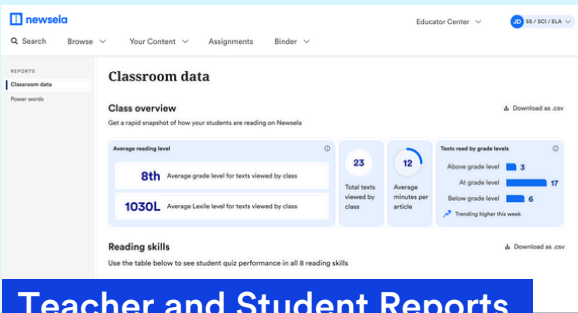 newsela
Educator Center
JD SS / SCI / ELA
Search Browse Your Content Assignments Binder
REPORTS
Classroom data
Power words
Classroom data
Class overview
Download as .csv
Get a rapid snapshot of how your students are reading on Newsela
Average reading level
8th Average grade level for texts viewed by class
1030L Average Lexile level for texts viewed by class
23
Total texts
viewed by
class
12
Average
minutes per
article
Texts read by grade levels
Above grade level 3
At grade level 17
Below grade level 6
Trending higher this week
Reading skills
Download as .csv
Use the table below to see student quiz performance in all 8 reading skills
Teacher and Student Reports